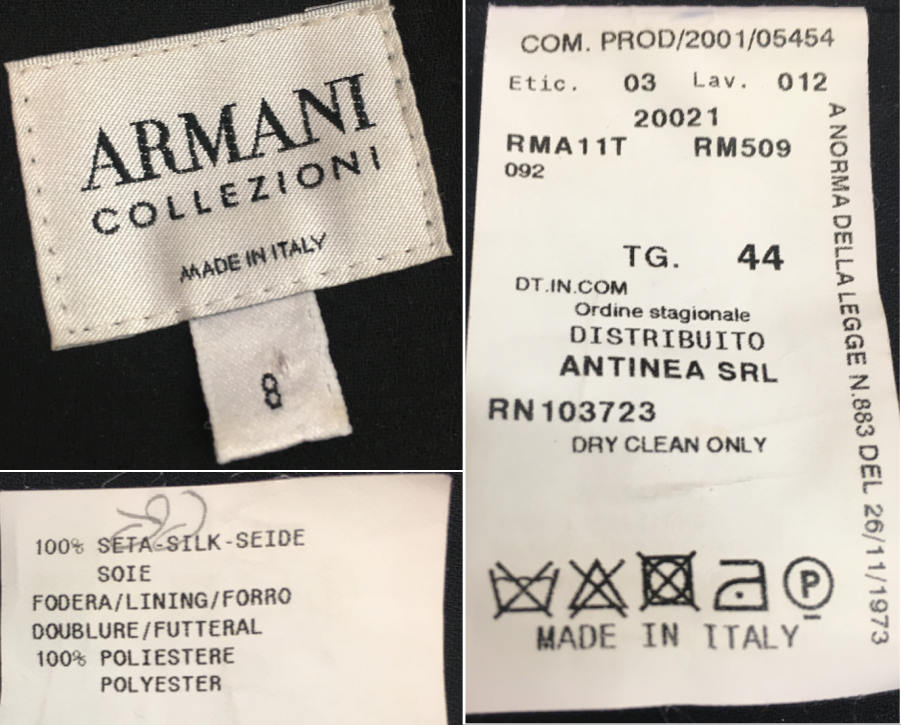 ARMANI
COLLEZIONI
MADE IN ITALY
8
100% SETA-SILK-SEIDE
SOIE
FODERA/LINING/FORRO
DOUBLURE/FUTTERAL
100% POLIESTERE
POLYESTER
COM. PROD/2001/05454
Etic. 03 Lav. 012
20021
RMA11T RM509
092
TG. 44
DT.IN.COM
Ordine stagionale
DISTRIBUITO
ANTINEA SRL
RN103723
DRY CLEAN ONLY
P
MADE IN ITALY
A NORMA DELLA LEGGE N.883 DEL 26/11/1973